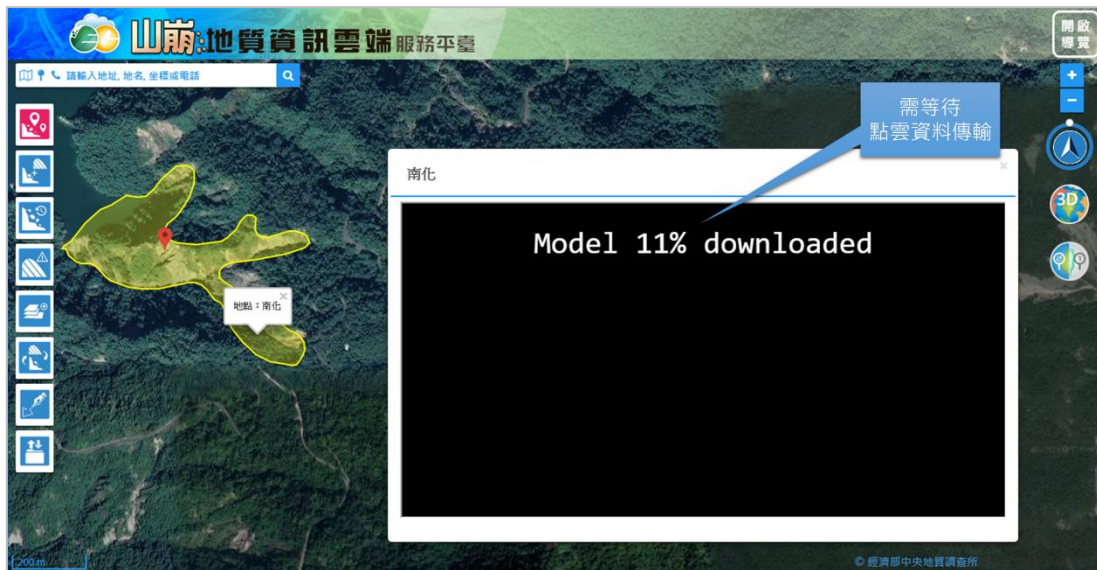 山崩地質資訊雲端服務平臺
開啟
導覽
請輸入地址, 地名, 坐標或電話
+
−
需等待
點雲資料傳輸
南化
×
3D
Model 11% downloaded
地點：南化
×
200 m
© 經濟部中央地質調查所